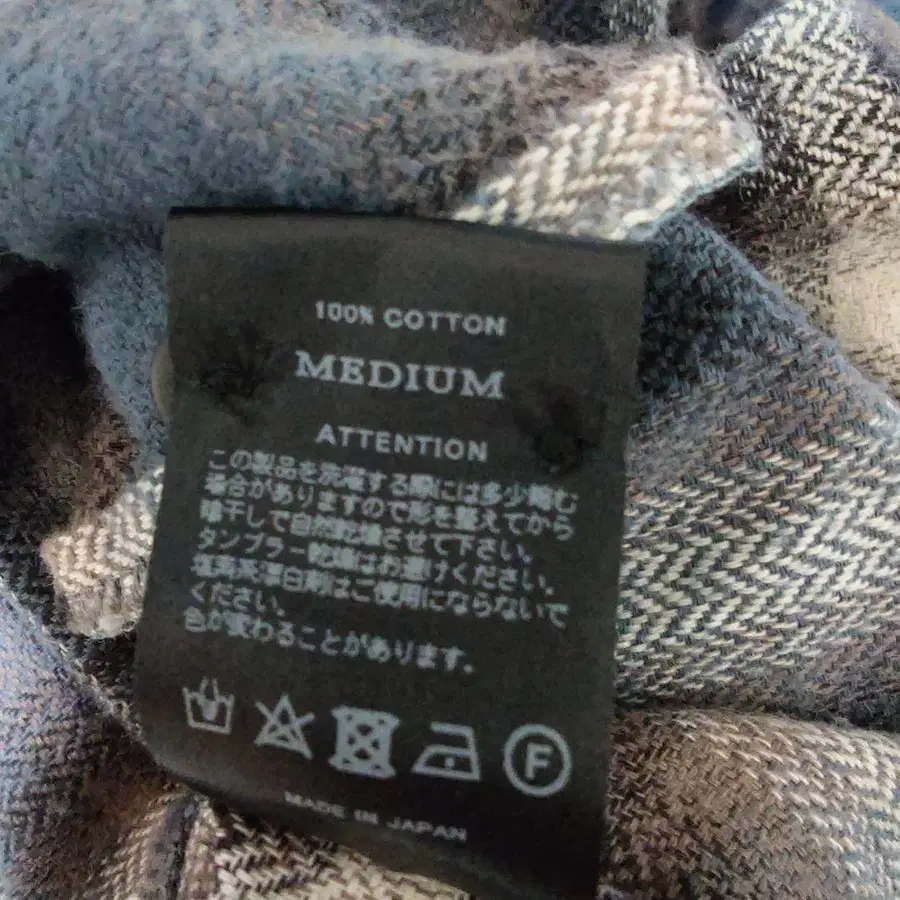 100% COTTON
MEDIUM
ATTENTION
この製品を洗濯する際には多少縮む
場合がありますので形を整えてから
陰干しで自然乾燥させて下さい。
タンブラー乾燥はお避けください。
塩素系漂白剤はご使用にならないで
ください。
色が変わることがあります。
F
MADE IN JAPAN